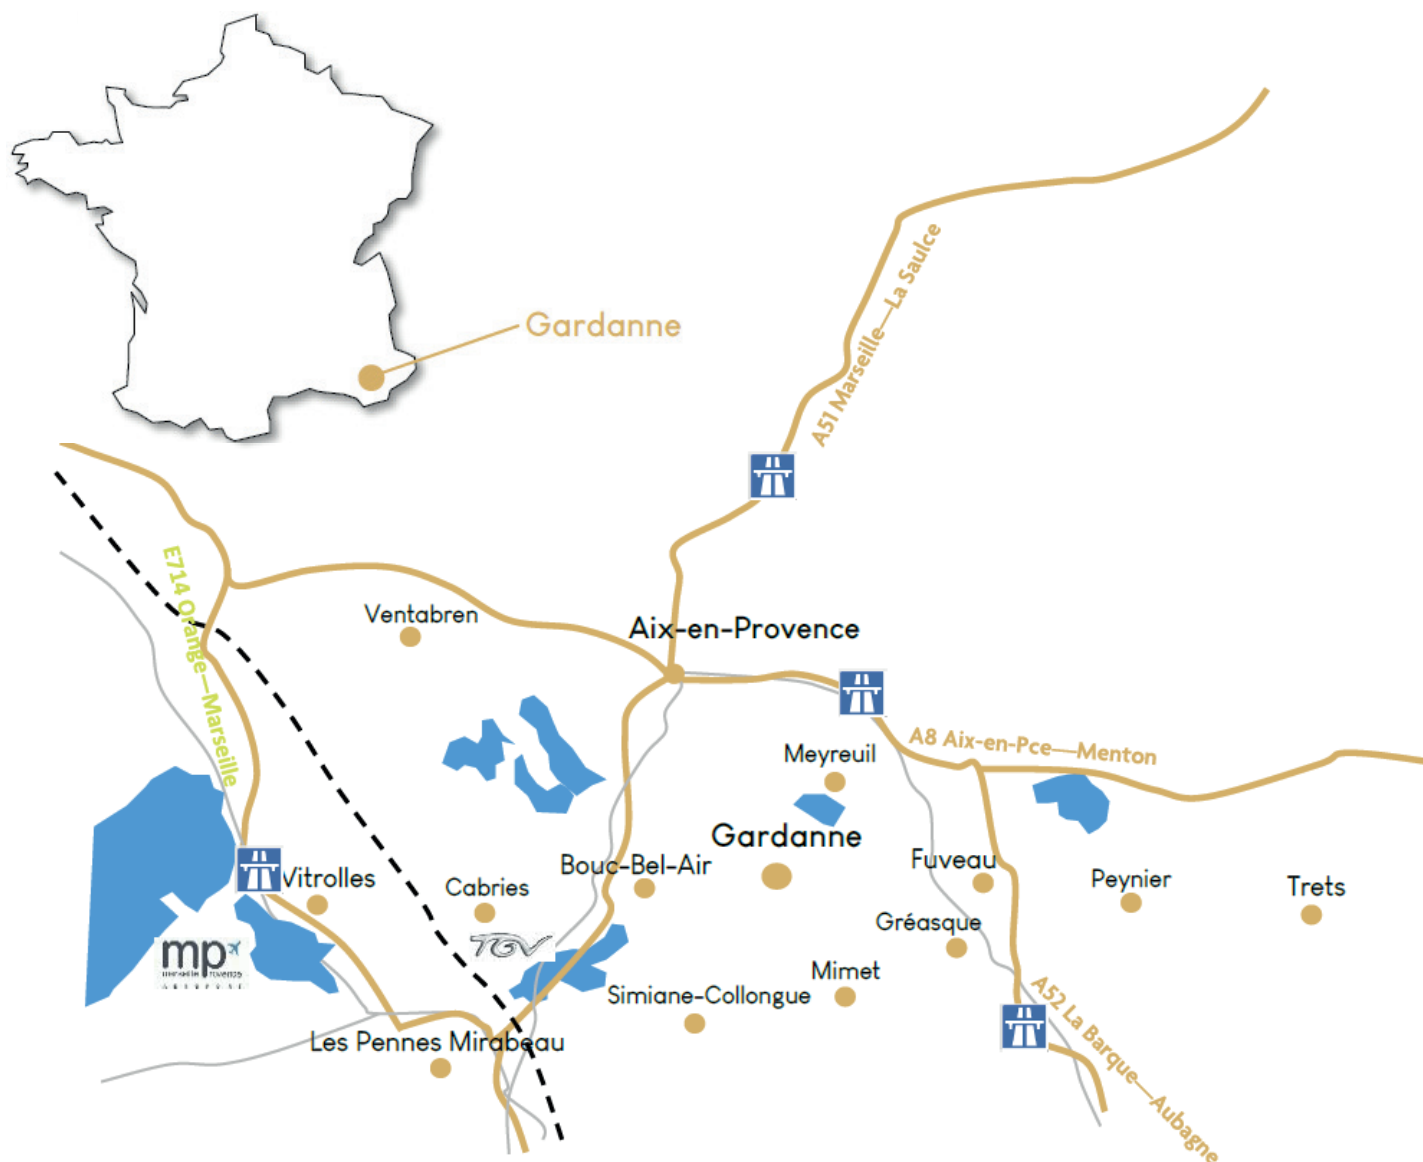 Gardanne
A51 Marseille—La Saulce
E714 Orange—Marseille
Ventabren
Aix-en-Provence
A8 Aix-en-Pce—Menton
Meyreuil
Gardanne
Bouc-Bel-Air
Fuveau
Vitrolles
Cabries
Peynier
Trets
Gréasque
TGV
mp
marseille provence
Mimet
Simiane-Collongue
A52 La Barque—Aubagne
Les Pennes Mirabeau